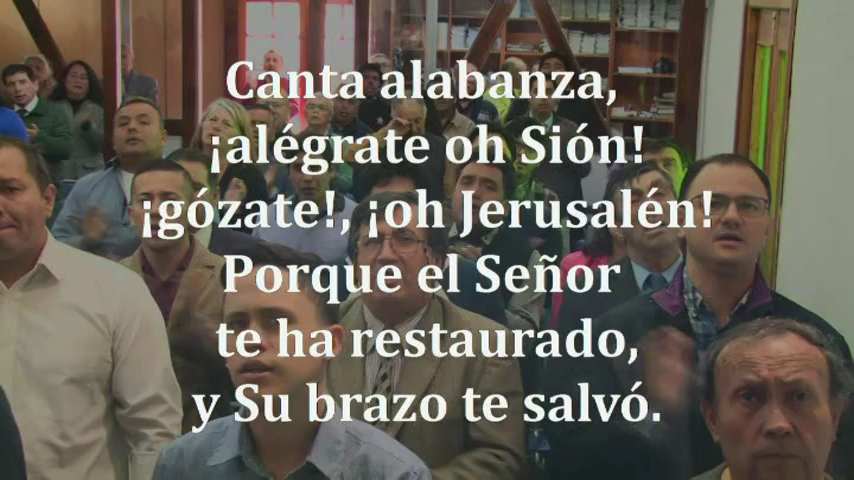 Canta alabanza,
¡alégrate oh Sión!
¡gózate!, ¡oh Jerusalén!
Porque el Señor
te ha restaurado,
y Su brazo te salvó.